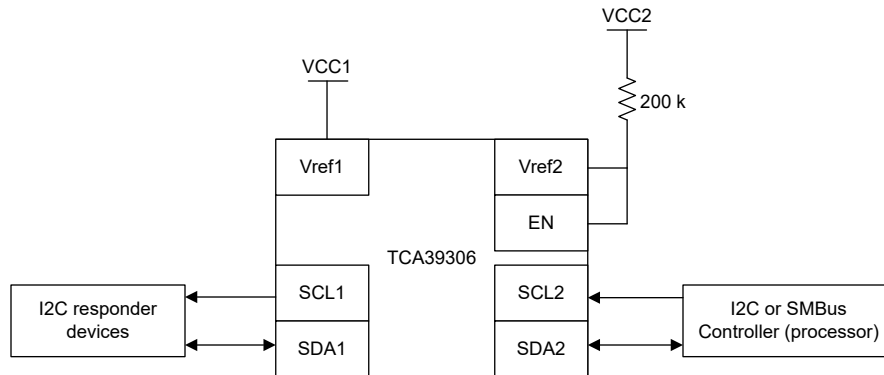 VCC2
VCC1
200 k
Vref1
Vref2
EN
TCA39306
I2C responder
devices
SCL1
SCL2
I2C or SMBus
Controller (processor)
SDA1
SDA2